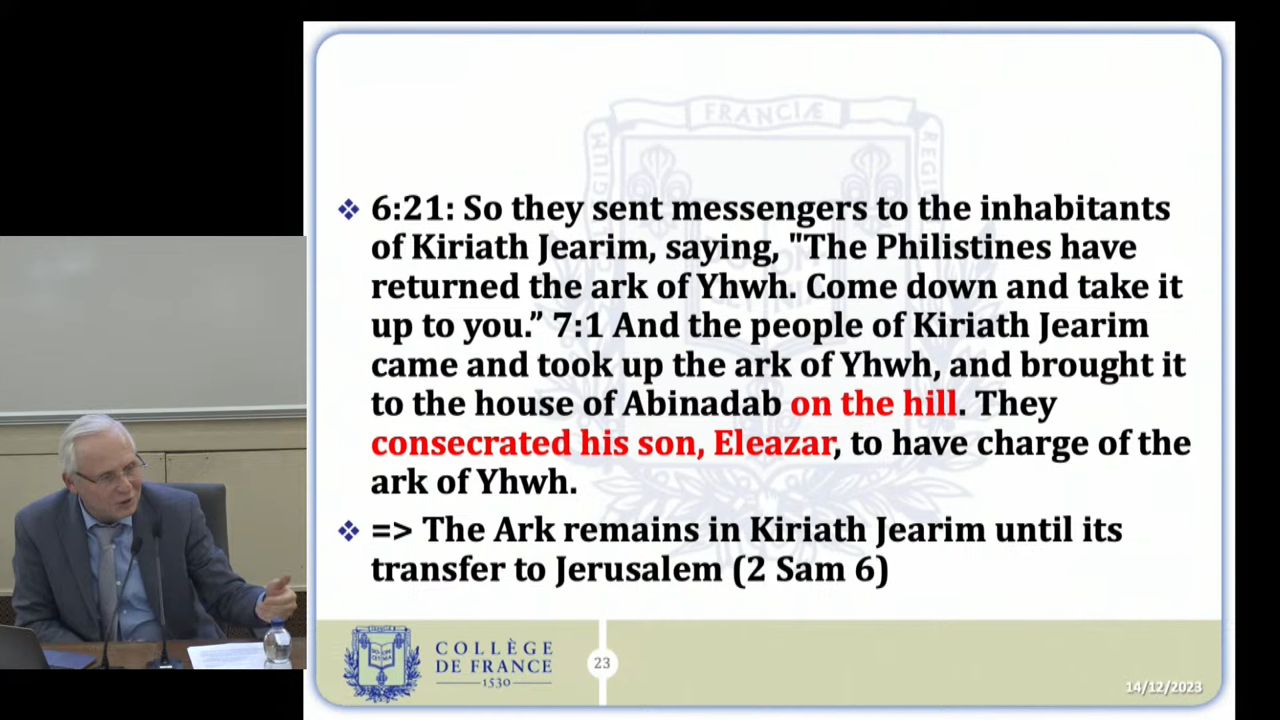 FRANCIÆ
COLLEGIUM
REGII
❖ 6:21: So they sent messengers to the inhabitants
of Kiriath Jearim, saying, "The Philistines have
returned the ark of Yhwh. Come down and take it
up to you.” 7:1 And the people of Kiriath Jearim
came and took up the ark of Yhwh, and brought it
to the house of Abinadab on the hill. They
consecrated his son, Eleazar, to have charge of the
ark of Yhwh.
❖ => The Ark remains in Kiriath Jearim until its
transfer to Jerusalem (2 Sam 6)
COLLÈGE
DE FRANCE
1530
23
14/12/2023